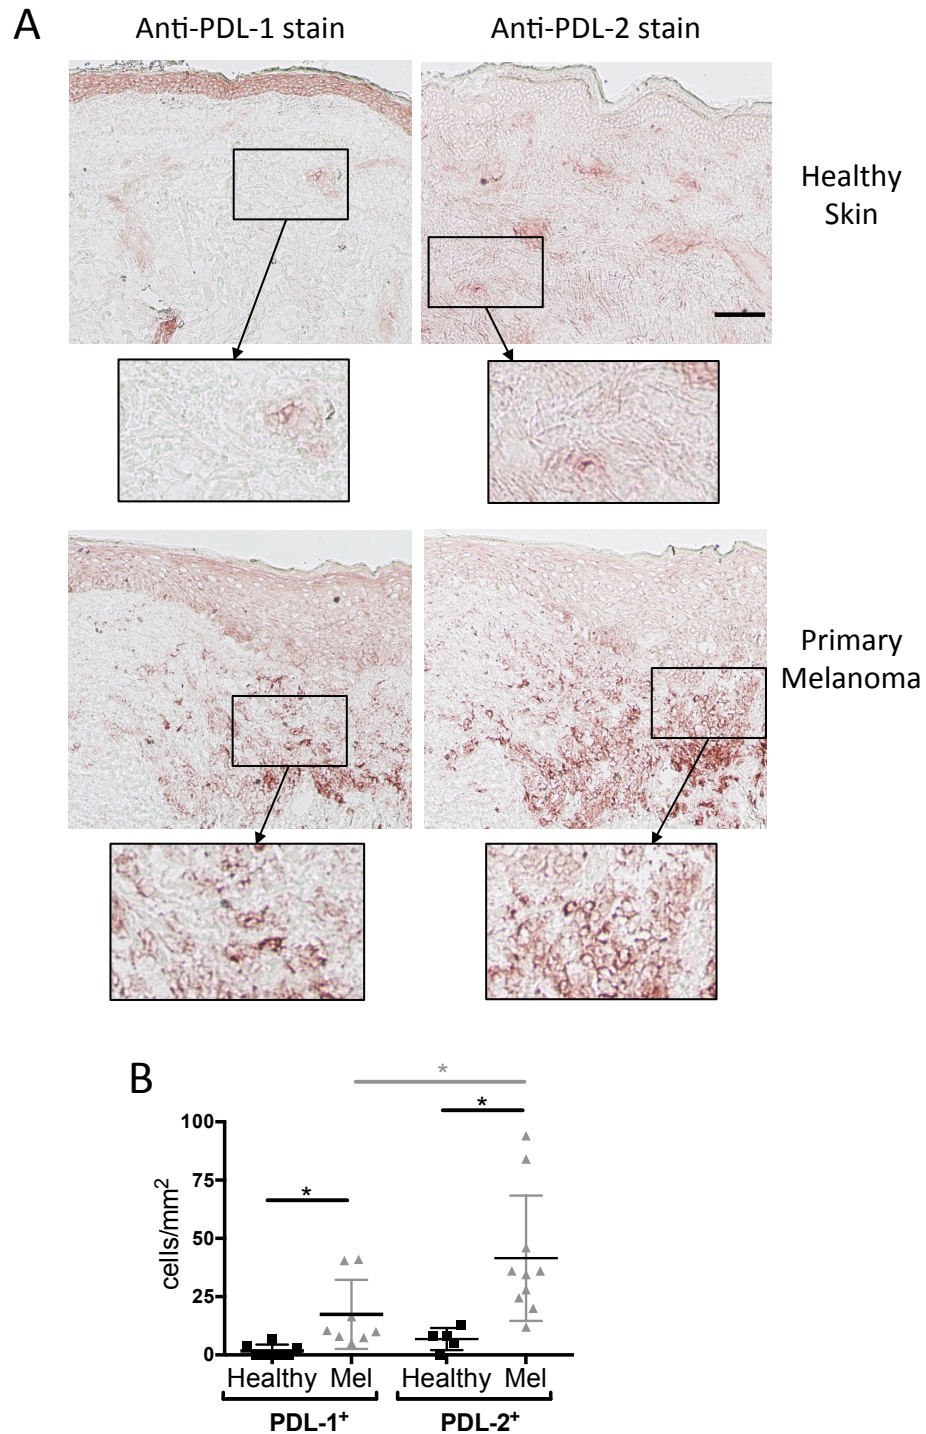 A
Anti-PDL-1 stain
Anti-PDL-2 stain
Healthy
Skin
Primary
Melanoma
B
*
*
*
100
75
50
25
0
cells/mm²
Healthy Mel Healthy Mel
PDL-1⁺ PDL-2⁺